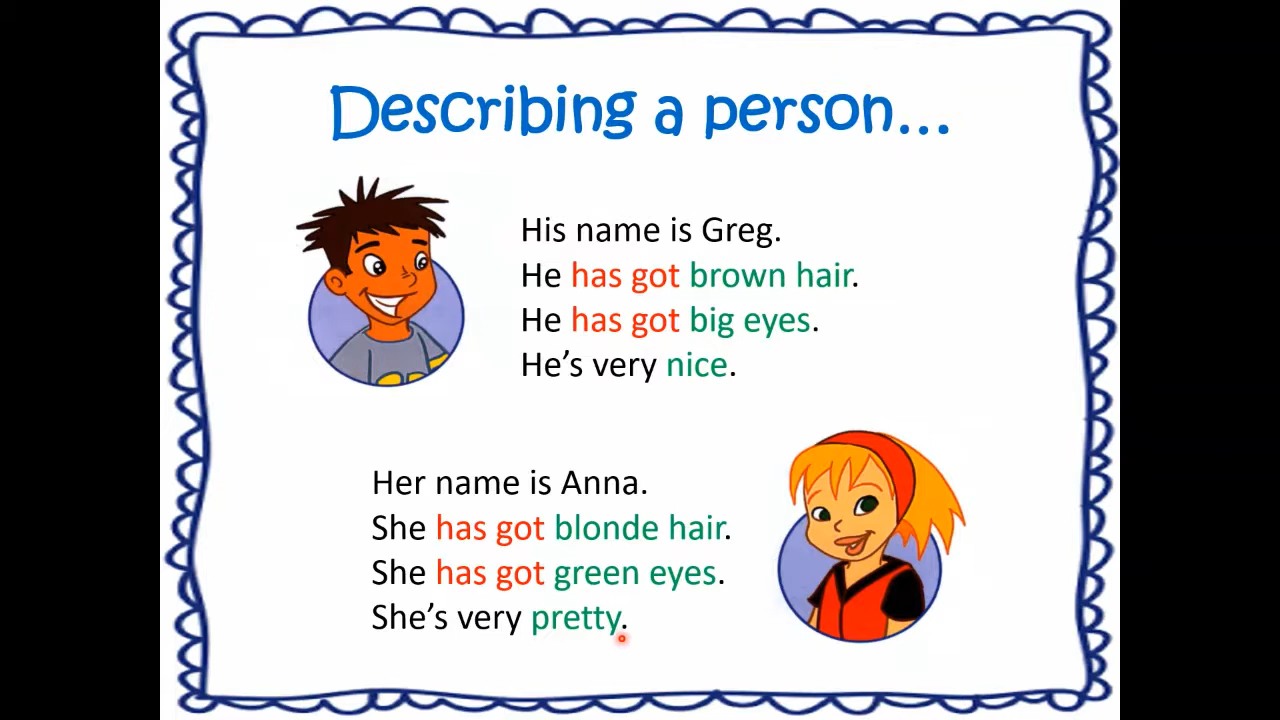 Describing a person...
His name is Greg.
He has got brown hair.
He has got big eyes.
He’s very nice.
Her name is Anna.
She has got blonde hair.
She has got green eyes.
She’s very pretty.